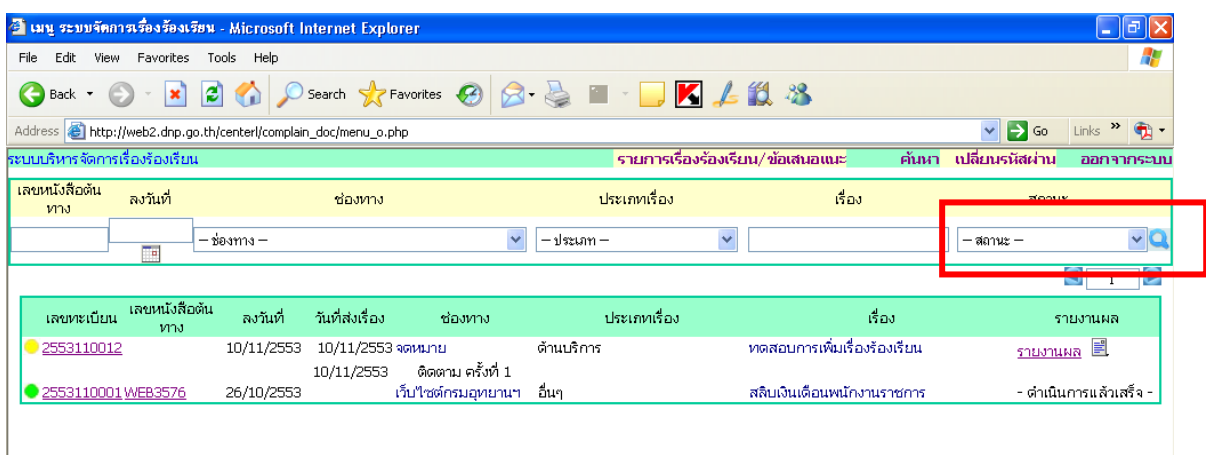 เมนู ระบบจัดการเรื่องร้องเรียน - Microsoft Internet Explorer
File Edit View Favorites Tools Help
Back Search Favorites
Address http://web2.dnp.go.th/centerl/complain_doc/menu_o.php Go Links »
ระบบบริหารจัดการเรื่องร้องเรียน รายการเรื่องร้องเรียน/ข้อเสนอแนะ ค้นหา เปลี่ยนรหัสผ่าน ออกจากระบบ
เลขหนังสือต้น
ทาง ลงวันที่ ช่องทาง ประเภทเรื่อง เรื่อง สถานะ
-- ช่องทาง -- -- ประเภท -- -- สถานะ --
1
เลขทะเบียน เลขหนังสือต้น
ทาง ลงวันที่ วันที่ส่งเรื่อง ช่องทาง ประเภทเรื่อง เรื่อง รายงานผล
2553110012 10/11/2553 10/11/2553 จดหมาย ด้านบริการ ทดสอบการเพิ่มเรื่องร้องเรียน รายงานผล
10/11/2553 ติดตาม ครั้งที่ 1
2553110001 WEB3576 26/10/2553 เว็บไซต์กรมอุทยานฯ อื่นๆ สลิบเงินเดือนพนักงานราชการ - ดำเนินการแล้วเสร็จ -